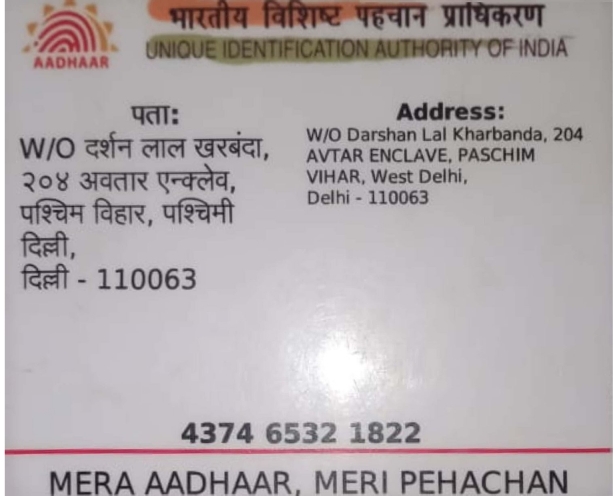 AADHAAR
भारतीय विशिष्ट पहचान प्राधिकरण
UNIQUE IDENTIFICATION AUTHORITY OF INDIA
पता:
W/O दर्शन लाल खरबंदा,
२०४ अवतार एन्क्लेव,
पश्चिम विहार, पश्चिमी
दिल्ली,
दिल्ली - 110063
Address:
W/O Darshan Lal Kharbanda, 204
AVTAR ENCLAVE, PASCHIM
VIHAR, West Delhi,
Delhi - 110063
4374 6532 1822
MERA AADHAAR, MERI PEHACHAN